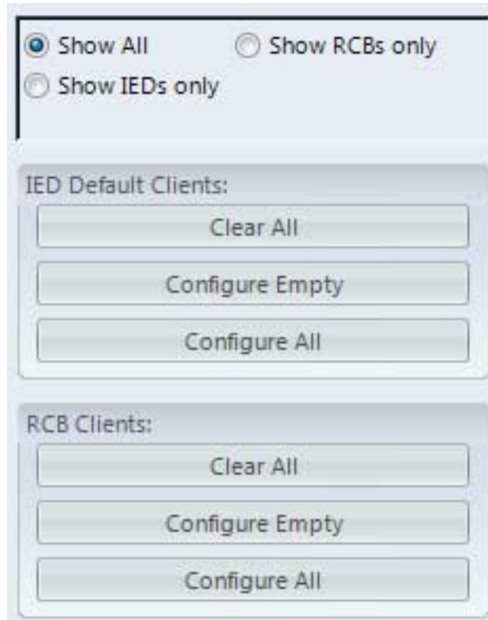 Show All Show RCBs only
Show IEDs only
IED Default Clients:
Clear All
Configure Empty
Configure All
RCB Clients:
Clear All
Configure Empty
Configure All